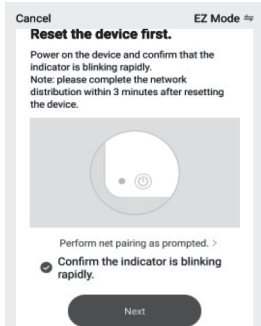 Cancel EZ Mode ⇋
Reset the device first.
Power on the device and confirm that the
indicator is blinking rapidly.
Note: please complete the network
distribution within 3 minutes after resetting
the device.
Perform net pairing as prompted. >
Confirm the indicator is blinking
rapidly.
Next